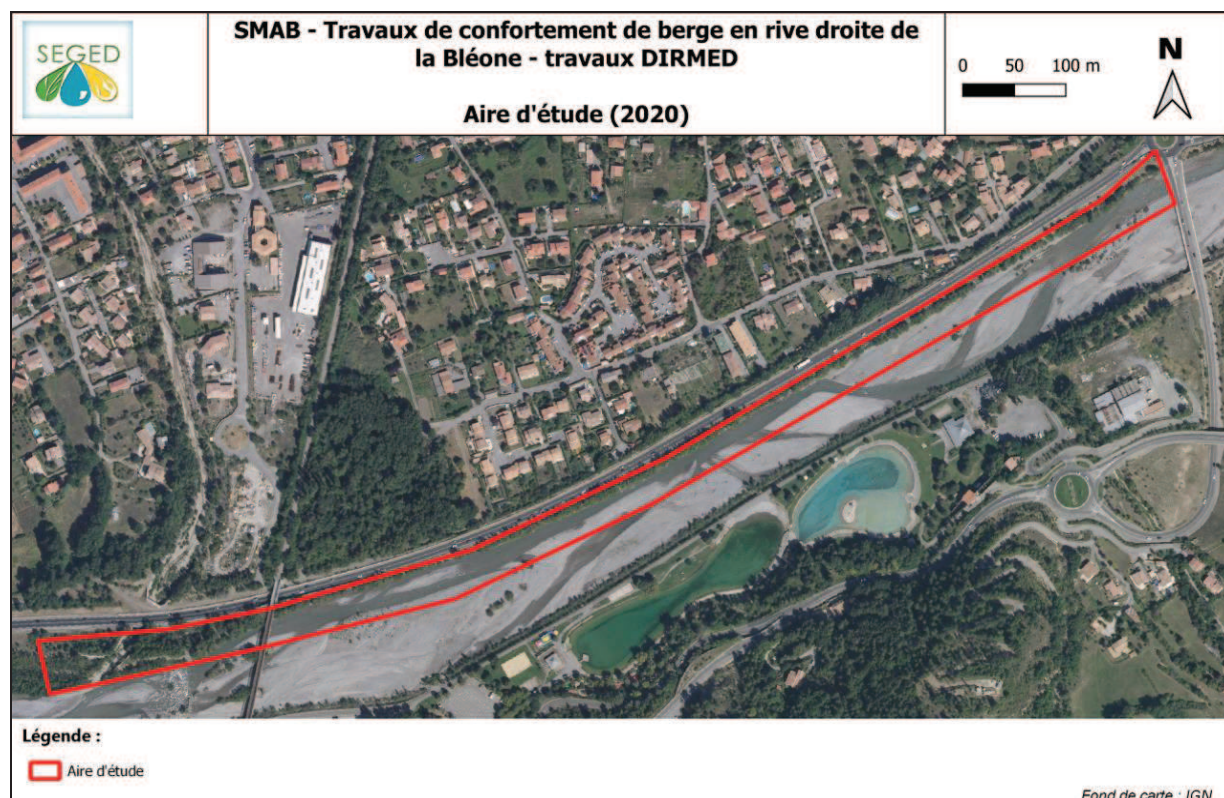 SEGED
SMAB - Travaux de confortement de berge en rive droite de
la Bléone - travaux DIRMED
Aire d'étude (2020)
0 50 100 m
N
Légende :
Aire d'étude
Fond de carte : IGN